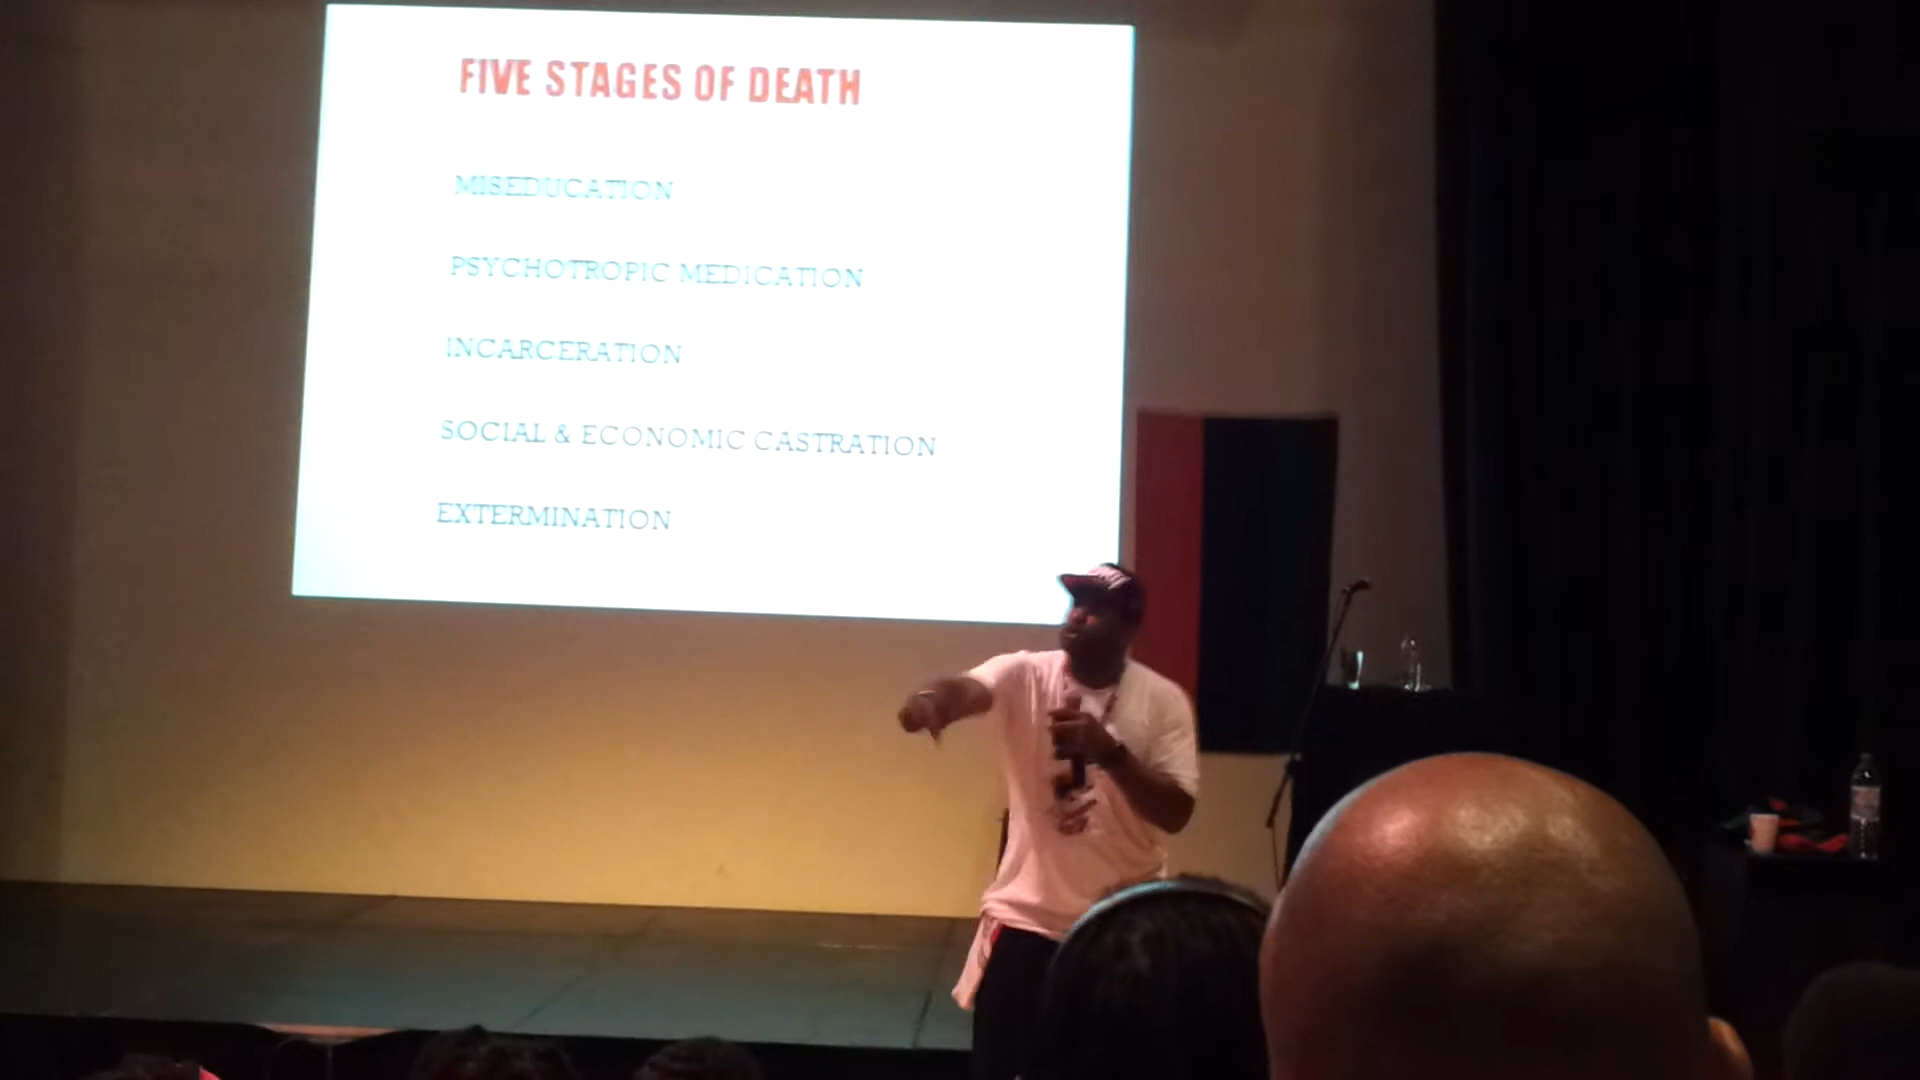 FIVE STAGES OF DEATH
MISEDUCATION
PSYCHOTROPIC MEDICATION
INCARCERATION
SOCIAL & ECONOMIC CASTRATION
EXTERMINATION